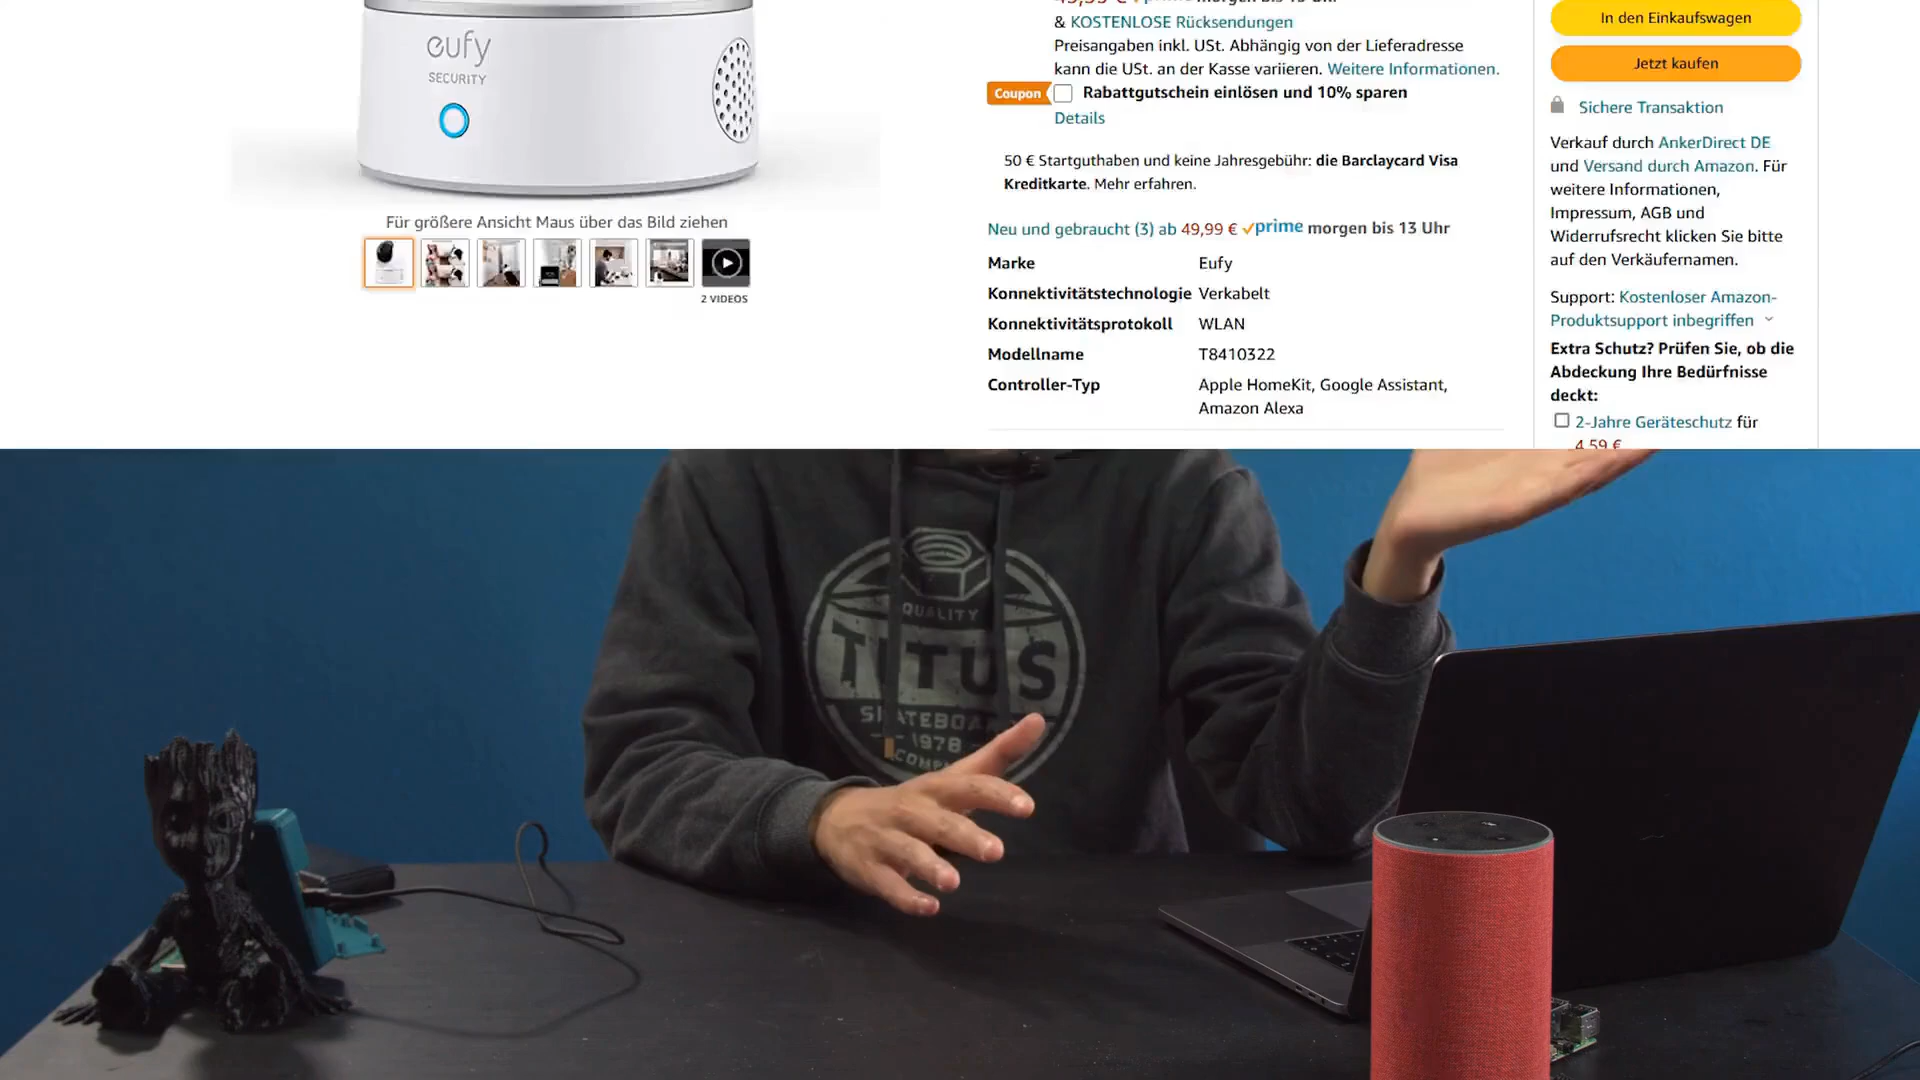 eufy
SECURITY
Für größere Ansicht Maus über das Bild ziehen
2 VIDEOS
& KOSTENLOSE Rücksendungen
Preisangaben inkl. USt. Abhängig von der Lieferadresse
kann die USt. an der Kasse variieren. Weitere Informationen.
Coupon Rabattgutschein einlösen und 10% sparen
Details
50 € Startguthaben und keine Jahresgebühr: die Barclaycard Visa
Kreditkarte. Mehr erfahren.
Neu und gebraucht (3) ab 49,99 € prime morgen bis 13 Uhr
Marke Eufy
Konnektivitätstechnologie Verkabelt
Konnektivitätsprotokoll WLAN
Modellname T8410322
Controller-Typ Apple HomeKit, Google Assistant,
Amazon Alexa
In den Einkaufswagen
Jetzt kaufen
Sichere Transaktion
Verkauf durch AnkerDirect DE
und Versand durch Amazon. Für
weitere Informationen,
Impressum, AGB und
Widerrufsrecht klicken Sie bitte
auf den Verkäufernamen.
Support: Kostenloser Amazon-
Produktsupport inbegriffen
Extra Schutz? Prüfen Sie, ob die
Abdeckung Ihre Bedürfnisse
deckt:
2-Jahre Geräteschutz für
4,59 €
QUALITY
TITUS
1978